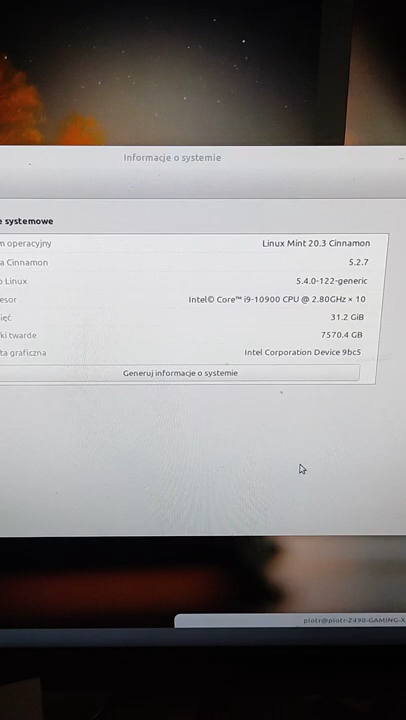 Informacje o systemie
e systemowe
m operacyjny Linux Mint 20.3 Cinnamon
a Cinnamon 5.2.7
o Linux 5.4.0-122-generic
esor Intel© Core™ i9-10900 CPU @ 2.80GHz × 10
ięć 31.2 GiB
ki twarde 7570.4 GB
ta graficzna Intel Corporation Device 9bc5
Generuj informacje o systemie
piotr@piotr-Z490-GAMING-X